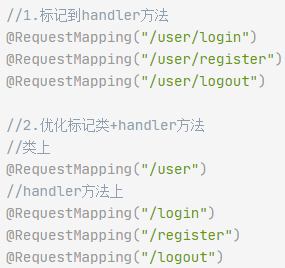 //1.标记到handler方法
@RequestMapping("/user/login")
@RequestMapping("/user/register")
@RequestMapping("/user/logout")
//2.优化标记类+handler方法
//类上
@RequestMapping("/user")
//handler方法上
@RequestMapping("/login")
@RequestMapping("/register")
@RequestMapping("/logout")